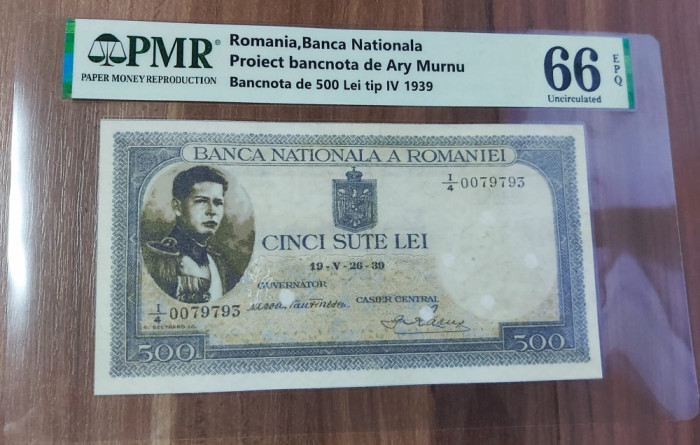 PMR®
PAPER MONEY REPRODUCTION
Romania,Banca Nationala
Proiect bancnota de Ary Murnu
Bancnota de 500 Lei tip IV 1939
66 EPQ
Uncirculated
BANCA NATIONALA A ROMANIEI
I/4 0079793
CINCI SUTE LEI
19-V-26-39
GUVERNATOR
CASIER CENTRAL
I/4 0079793
500
500